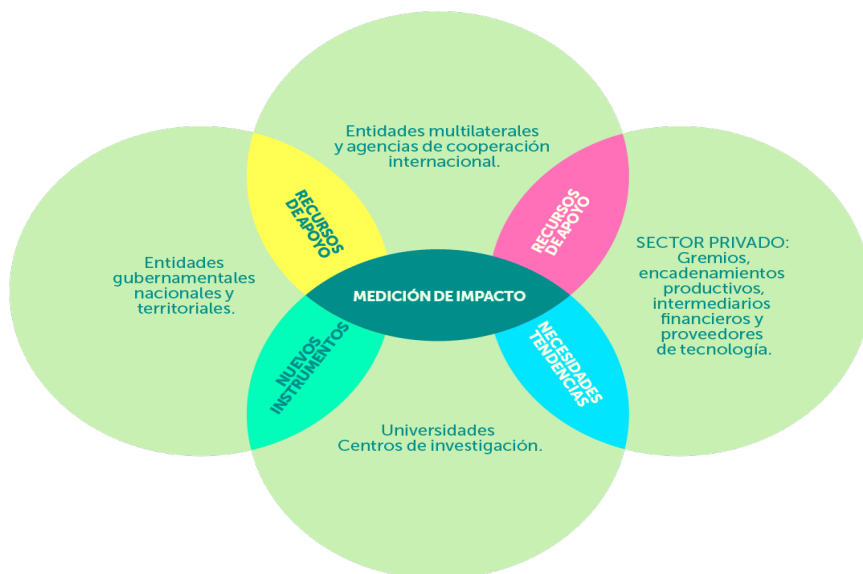 Entidades multilaterales
y agencias de cooperación
internacional.
RECURSOS
DE APOYO
RECURSOS
DE APOYO
Entidades
gubernamentales
nacionales y
territoriales.
SECTOR PRIVADO:
Gremios,
encadenamientos
productivos,
intermediarios
financieros y
proveedores
de tecnología.
MEDICIÓN DE IMPACTO
NUEVOS
INSTRUMENTOS
NECESIDADES
TENDENCIAS
Universidades
Centros de investigación.